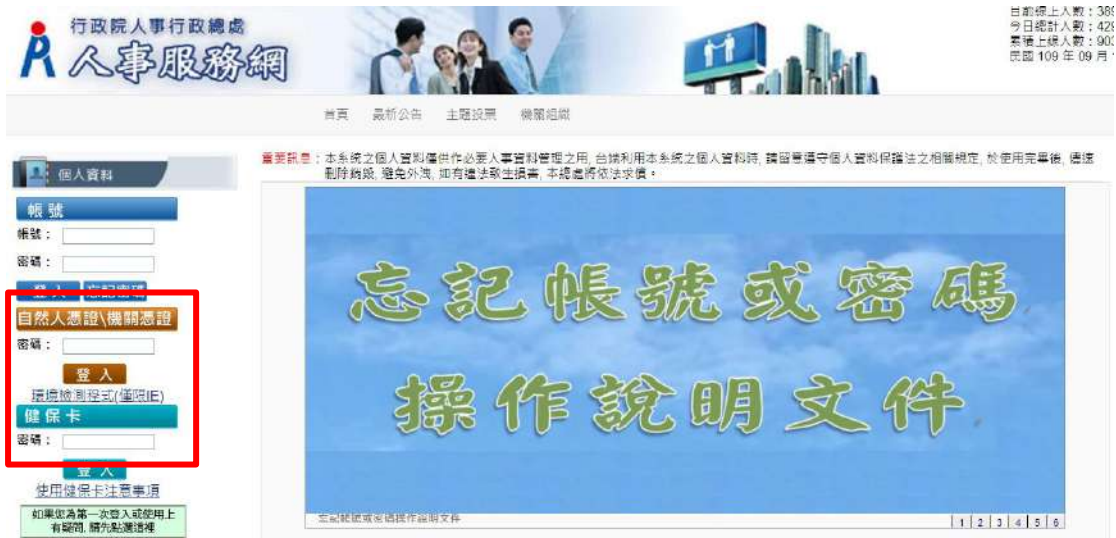 行政院人事行政總處
人事服務網
目前線上人數：389
今日總計人數：429
累積上線人數：903
民國 109 年 09 月
首頁 最新公告 主題投票 機關組織
重要訊息：本系統之個人資料僅供作必要人事資料管理之用, 台端利用本系統之個人資料時, 請留意遵守個人資料保護法之相關規定, 於使用完畢後, 儘速
刪除銷毀, 避免外洩, 如有違法致生損害, 本總處將依法求償。
個人資料
帳號
帳號：
密碼：
登入 忘記密碼
自然人憑證\機關憑證
密碼：
登 入
環境檢測程式(僅限IE)
健保卡
密碼：
登 入
使用健保卡注意事項
如果您為第一次登入或使用上
有疑問, 請先點選這裡
忘記帳號或密碼
操作說明文件
忘記帳號或密碼操作說明文件
1 2 3 4 5 6